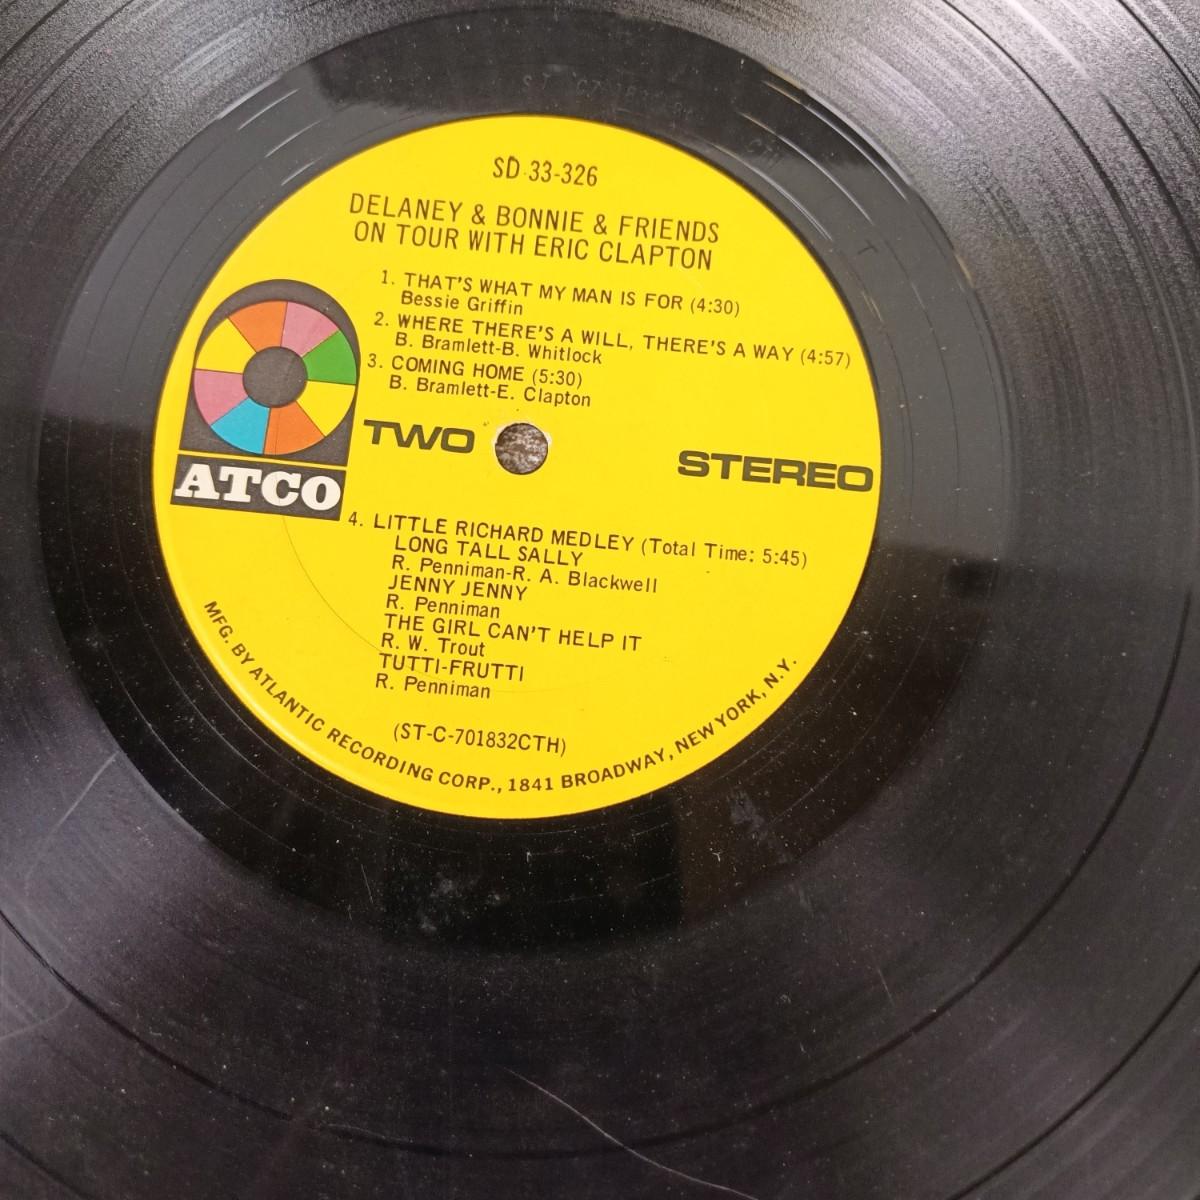 SD 33-326
DELANEY & BONNIE & FRIENDS
ON TOUR WITH ERIC CLAPTON
1. THAT'S WHAT MY MAN IS FOR (4:30)
Bessie Griffin
2. WHERE THERE'S A WILL, THERE'S A WAY (4:57)
B. Bramlett-B. Whitlock
3. COMING HOME (5:30)
B. Bramlett-E. Clapton
TWO
STEREO
ATCO
4. LITTLE RICHARD MEDLEY (Total Time: 5:45)
LONG TALL SALLY
R. Penniman-R. A. Blackwell
JENNY JENNY
R. Penniman
THE GIRL CAN'T HELP IT
R. W. Trout
TUTTI-FRUTTI
R. Penniman
(ST-C-701832CTH)
MFG. BY ATLANTIC RECORDING CORP., 1841 BROADWAY, NEW YORK, N.Y.